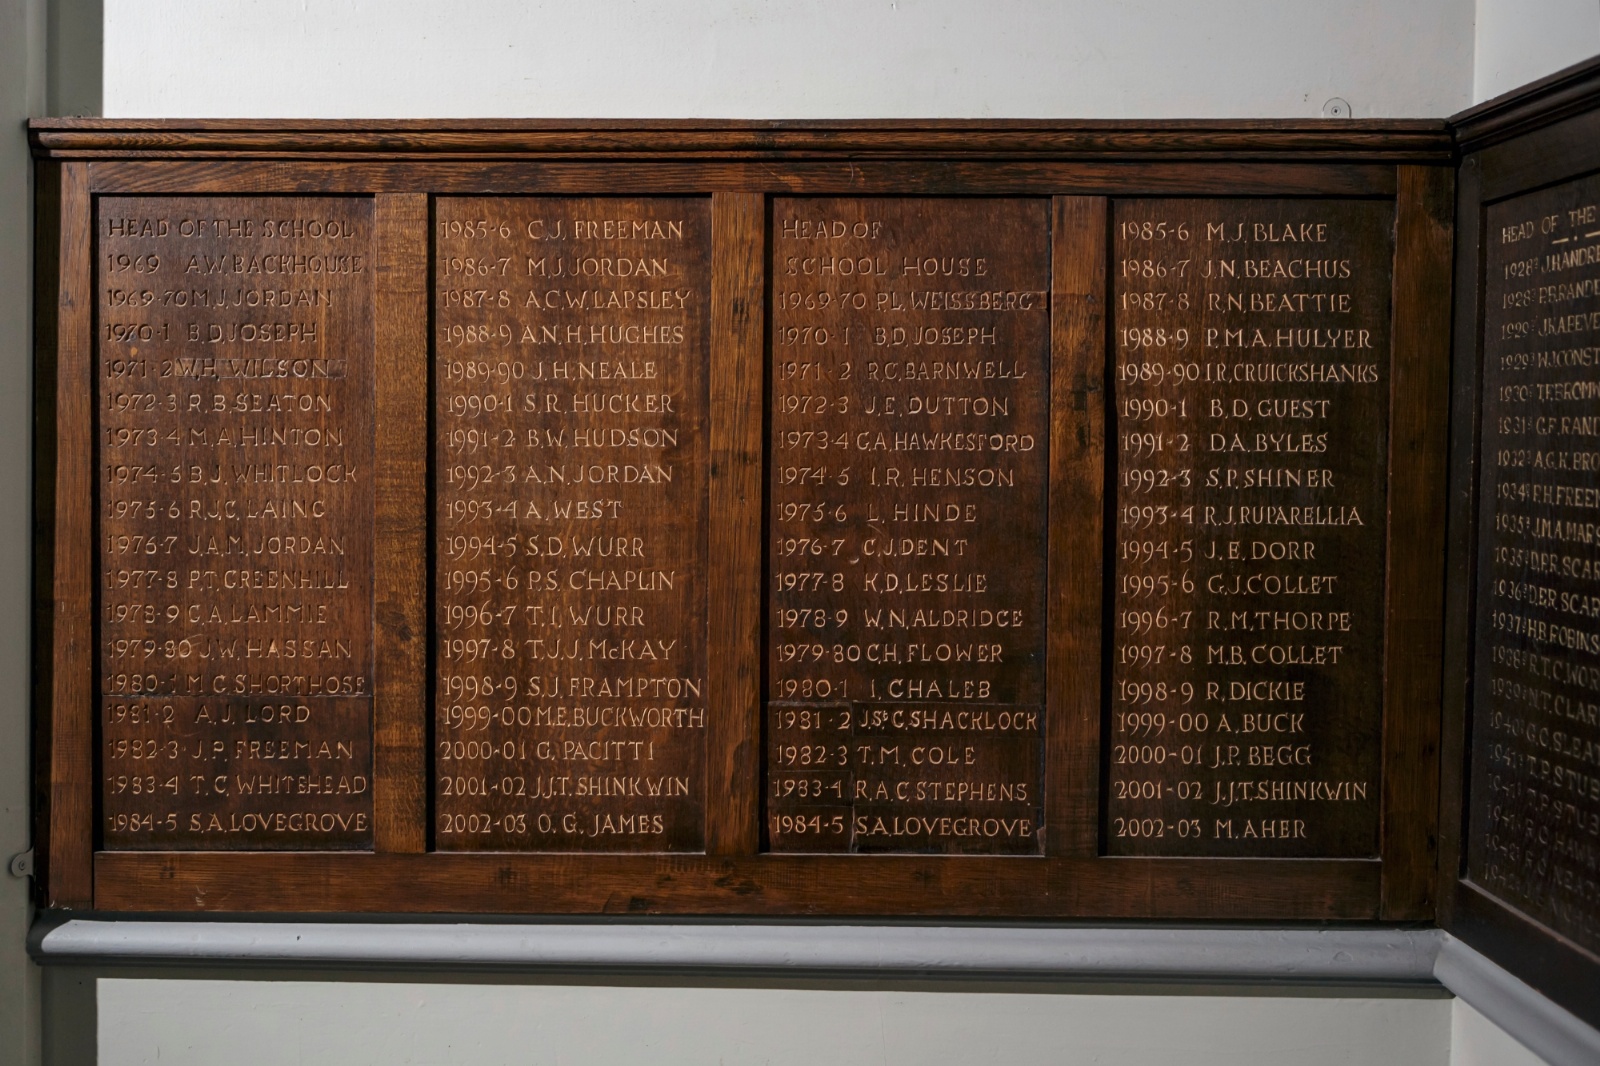 HEAD OF THE SCHOOL
1969 A.W. BACKHOUSE
1969-70 M.J. JORDAN
1970-1 B.D. JOSEPH
1971-2 W.H. WILSON
1972-3 R.B. SEATON
1973-4 M.A. HINTON
1974-5 B.J. WHITLOCK
1975-6 R.J.C. LAING
1976-7 J.A.M. JORDAN
1977-8 P.T. GREENHILL
1978-9 C.A. LAMMIE
1979-80 J.W. HASSAN
1980-1 M.G. SHORTHOSE
1981-2 A.J. LORD
1982-3 J.P. FREEMAN
1983-4 T.C. WHITEHEAD
1984-5 S.A. LOVEGROVE
1985-6 C.J. FREEMAN
1986-7 M.J. JORDAN
1987-8 A.C.W. LAPSLEY
1988-9 A.N.H. HUGHES
1989-90 J.H. NEALE
1990-1 S.R. HUCKER
1991-2 B.W. HUDSON
1992-3 A.N. JORDAN
1993-4 A. WEST
1994-5 S.D. WURR
1995-6 P.S. CHAPLIN
1996-7 T.I. WURR
1997-8 T.J.J. McKAY
1998-9 S.J. FRAMPTON
1999-00 M.E. BUCKWORTH
2000-01 G. PACITTI
2001-02 J.J.T. SHINKWIN
2002-03 O.G. JAMES
HEAD OF
SCHOOL HOUSE
1969-70 P.L. WEISSBERG
1970-1 B.D. JOSEPH
1971-2 R.C. BARNWELL
1972-3 J.E. DUTTON
1973-4 G.A. HAWKESFORD
1974-5 I.R. HENSON
1975-6 L. HINDE
1976-7 C.J. DENT
1977-8 K.D. LESLIE
1978-9 W.N. ALDRIDGE
1979-80 C.H. FLOWER
1980-1 I. CHALEB
1981-2 J.St C. SHACKLOCK
1982-3 T.M. COLE
1983-4 R.A.C. STEPHENS
1984-5 S.A. LOVEGROVE
1985-6 M.J. BLAKE
1986-7 J.N. BEACHUS
1987-8 R.N. BEATTIE
1988-9 P.M.A. HULYER
1989-90 I.R. CRUICKSHANKS
1990-1 B.D. GUEST
1991-2 D.A. BYLES
1992-3 S.P. SHINER
1993-4 R.J. RUPARELLIA
1994-5 J.E. DORR
1995-6 G.J. COLLET
1996-7 R.M. THORPE
1997-8 M.B. COLLET
1998-9 R. DICKIE
1999-00 A. BUCK
2000-01 J.P. BEGG
2001-02 J.J.T. SHINKWIN
2002-03 M. AHER
HEAD OF THE